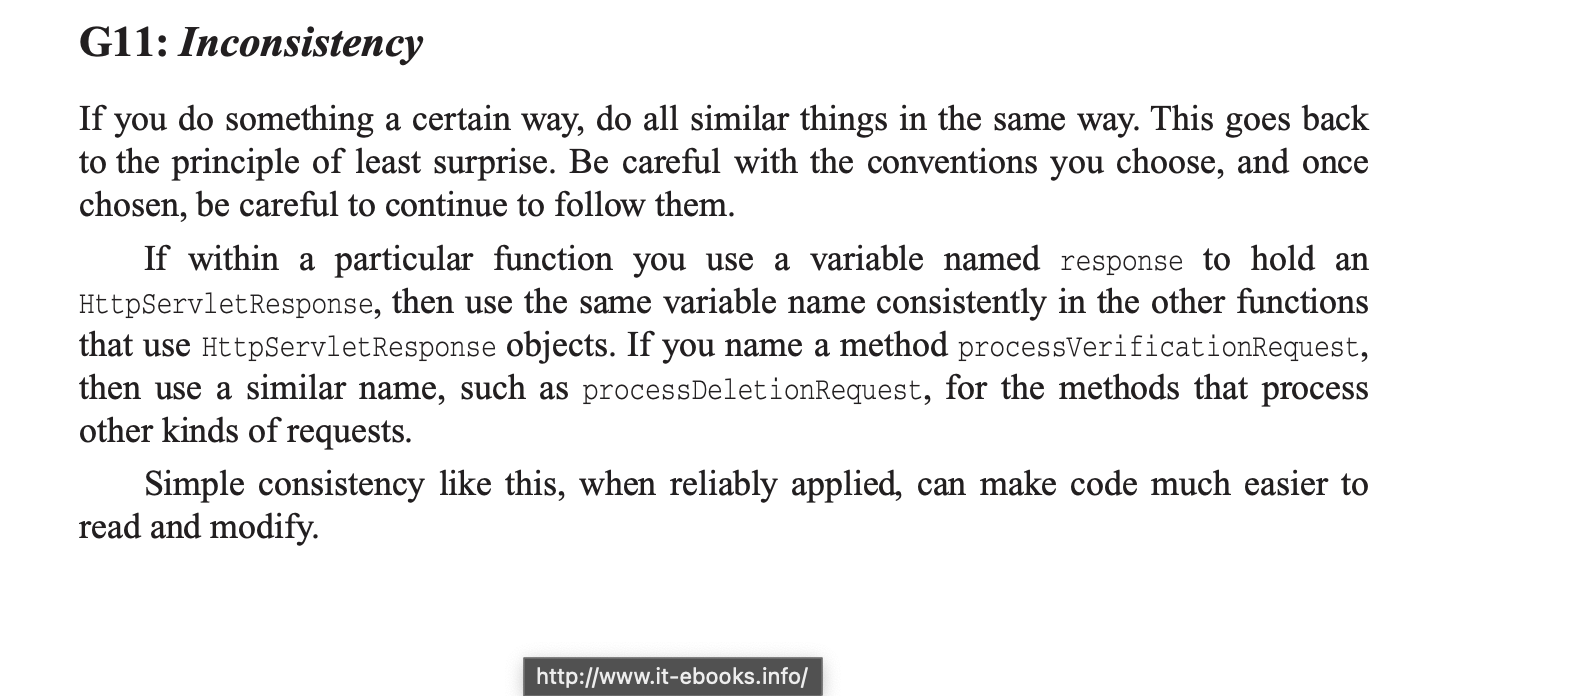 G11: Inconsistency
If you do something a certain way, do all similar things in the same way. This goes back
to the principle of least surprise. Be careful with the conventions you choose, and once
chosen, be careful to continue to follow them.
If within a particular function you use a variable named response to hold an
HttpServletResponse, then use the same variable name consistently in the other functions
that use HttpServletResponse objects. If you name a method processVerificationRequest,
then use a similar name, such as processDeletionRequest, for the methods that process
other kinds of requests.
Simple consistency like this, when reliably applied, can make code much easier to
read and modify.
http://www.it-ebooks.info/